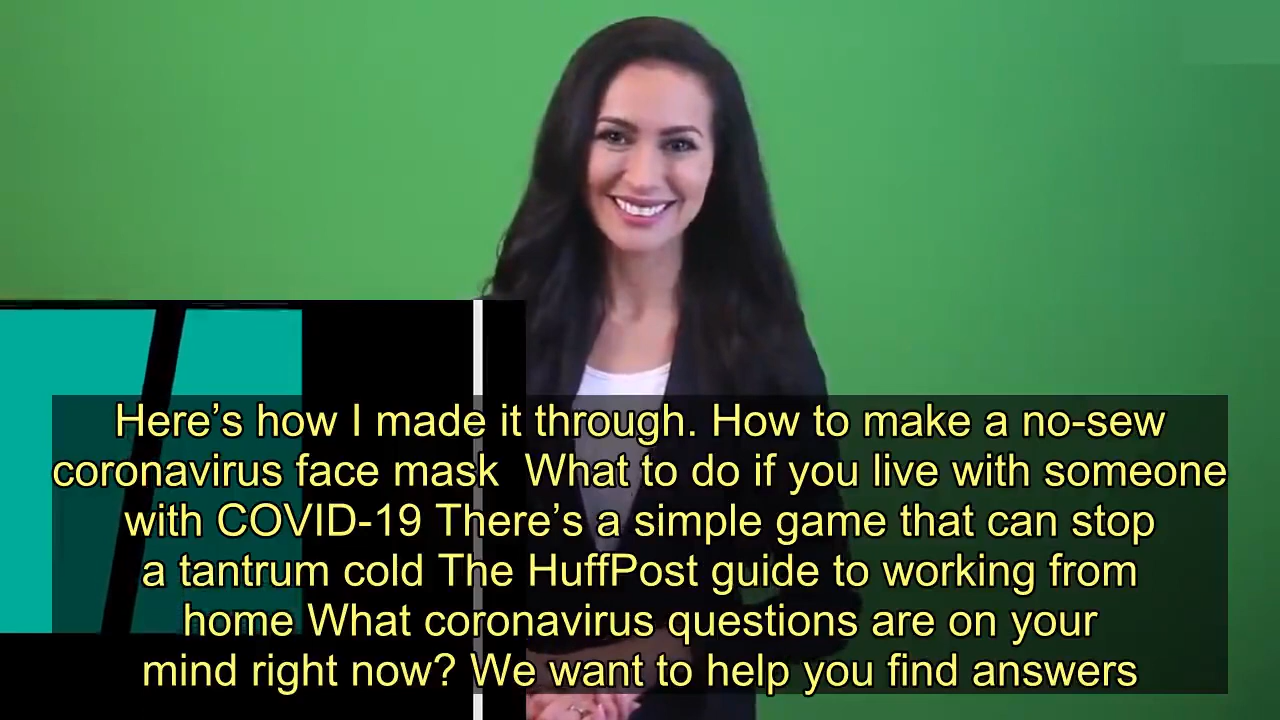 Here’s how I made it through. How to make a no-sew
coronavirus face mask  What to do if you live with someone
with COVID-19 There’s a simple game that can stop
a tantrum cold The HuffPost guide to working from
home What coronavirus questions are on your
mind right now? We want to help you find answers